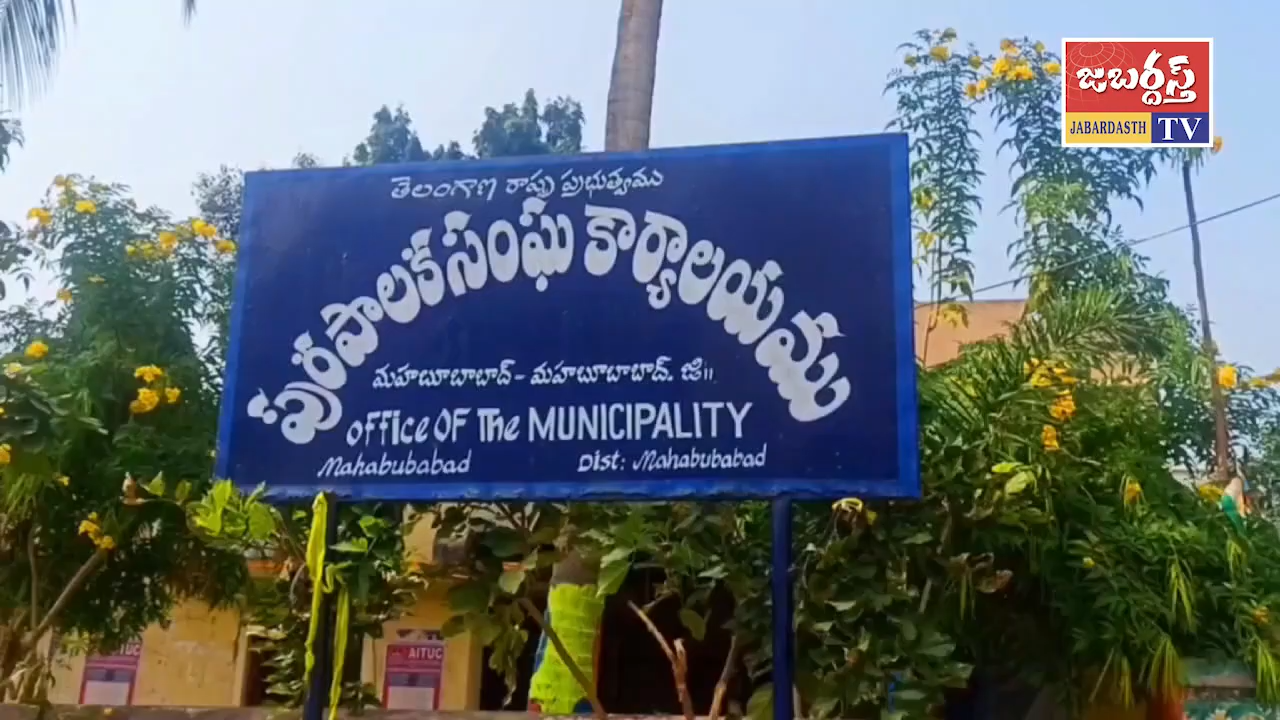 తెలంగాణ రాష్ట్ర ప్రభుత్వము
పురపాలక సంఘ కార్యాలయము
మహబూబాబాద్ - మహబూబాబాద్. జి॥
OFFICE OF The MUNICIPALITY
Mahabubabad Dist: Mahabubabad
జబర్దస్త్
JABARDASTH TV
AITUC
AITUC